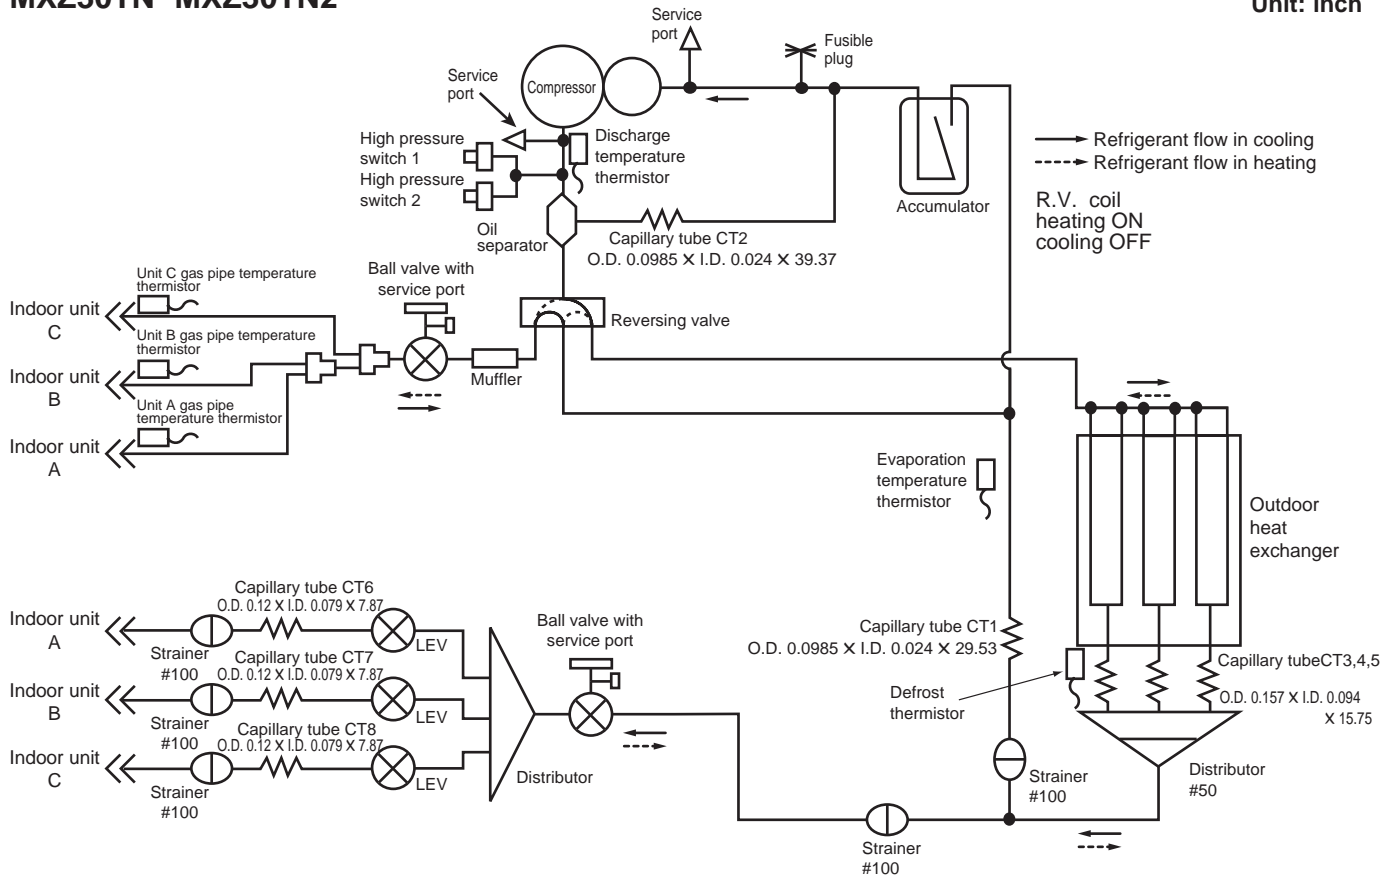 Service
port
Fusible
plug
Service
port
Compressor
High pressure
switch 1
High pressure
switch 2
Discharge
temperature
thermistor
Refrigerant flow in cooling
Refrigerant flow in heating
R.V. coil
heating ON
cooling OFF
Accumulator
Oil
separator
Capillary tube CT2
O.D. 0.0985 X I.D. 0.024 X 39.37
Ball valve with
service port
Unit C gas pipe temperature
thermistor
Indoor unit
C
Reversing valve
Unit B gas pipe temperature
thermistor
Indoor unit
B
Muffler
Unit A gas pipe
temperature thermistor
Indoor unit
A
Evaporation
temperature
thermistor
Outdoor
heat
exchanger
Capillary tube CT6
O.D. 0.12 X I.D. 0.079 X 7.87
Indoor unit
A
LEV
Strainer
#100
Ball valve with
service port
Capillary tube CT1
O.D. 0.0985 X I.D. 0.024 X 29.53
Capillary tube CT7
O.D. 0.12 X I.D. 0.079 X 7.87
Indoor unit
B
LEV
Strainer
#100
Capillary tubeCT3,4,5
O.D. 0.157 X I.D. 0.094
X 15.75
Defrost
thermistor
Capillary tube CT8
O.D. 0.12 X I.D. 0.079 X 7.87
Indoor unit
C
LEV
Strainer
#100
Distributor
Strainer
#100
Distributor
#50
Strainer
#100